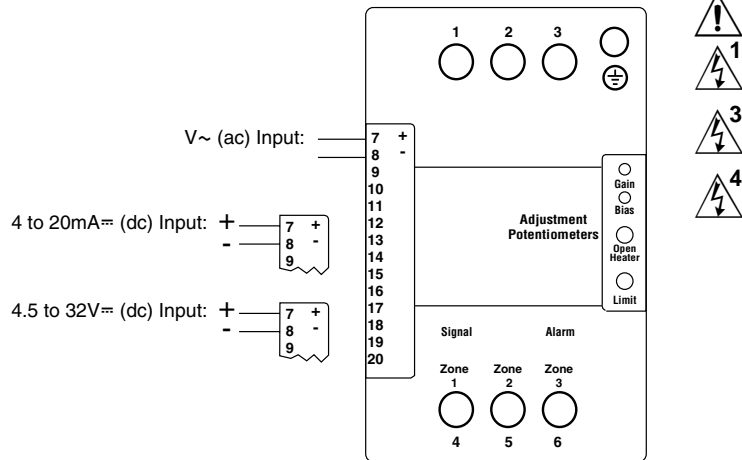 1 2 3
V~ (ac) Input:
7 +
8 -
9
10
11
12
13
14
15
16
17
18
19
20
4 to 20mA⎓ (dc) Input: + 7 +
- 8 -
9
4.5 to 32V⎓ (dc) Input: + 7 +
- 8 -
9
Adjustment
Potentiometers
Gain
Bias
Open
Heater
Limit
Signal Alarm
Zone Zone Zone
1 2 3
4 5 6
!
1
3
4